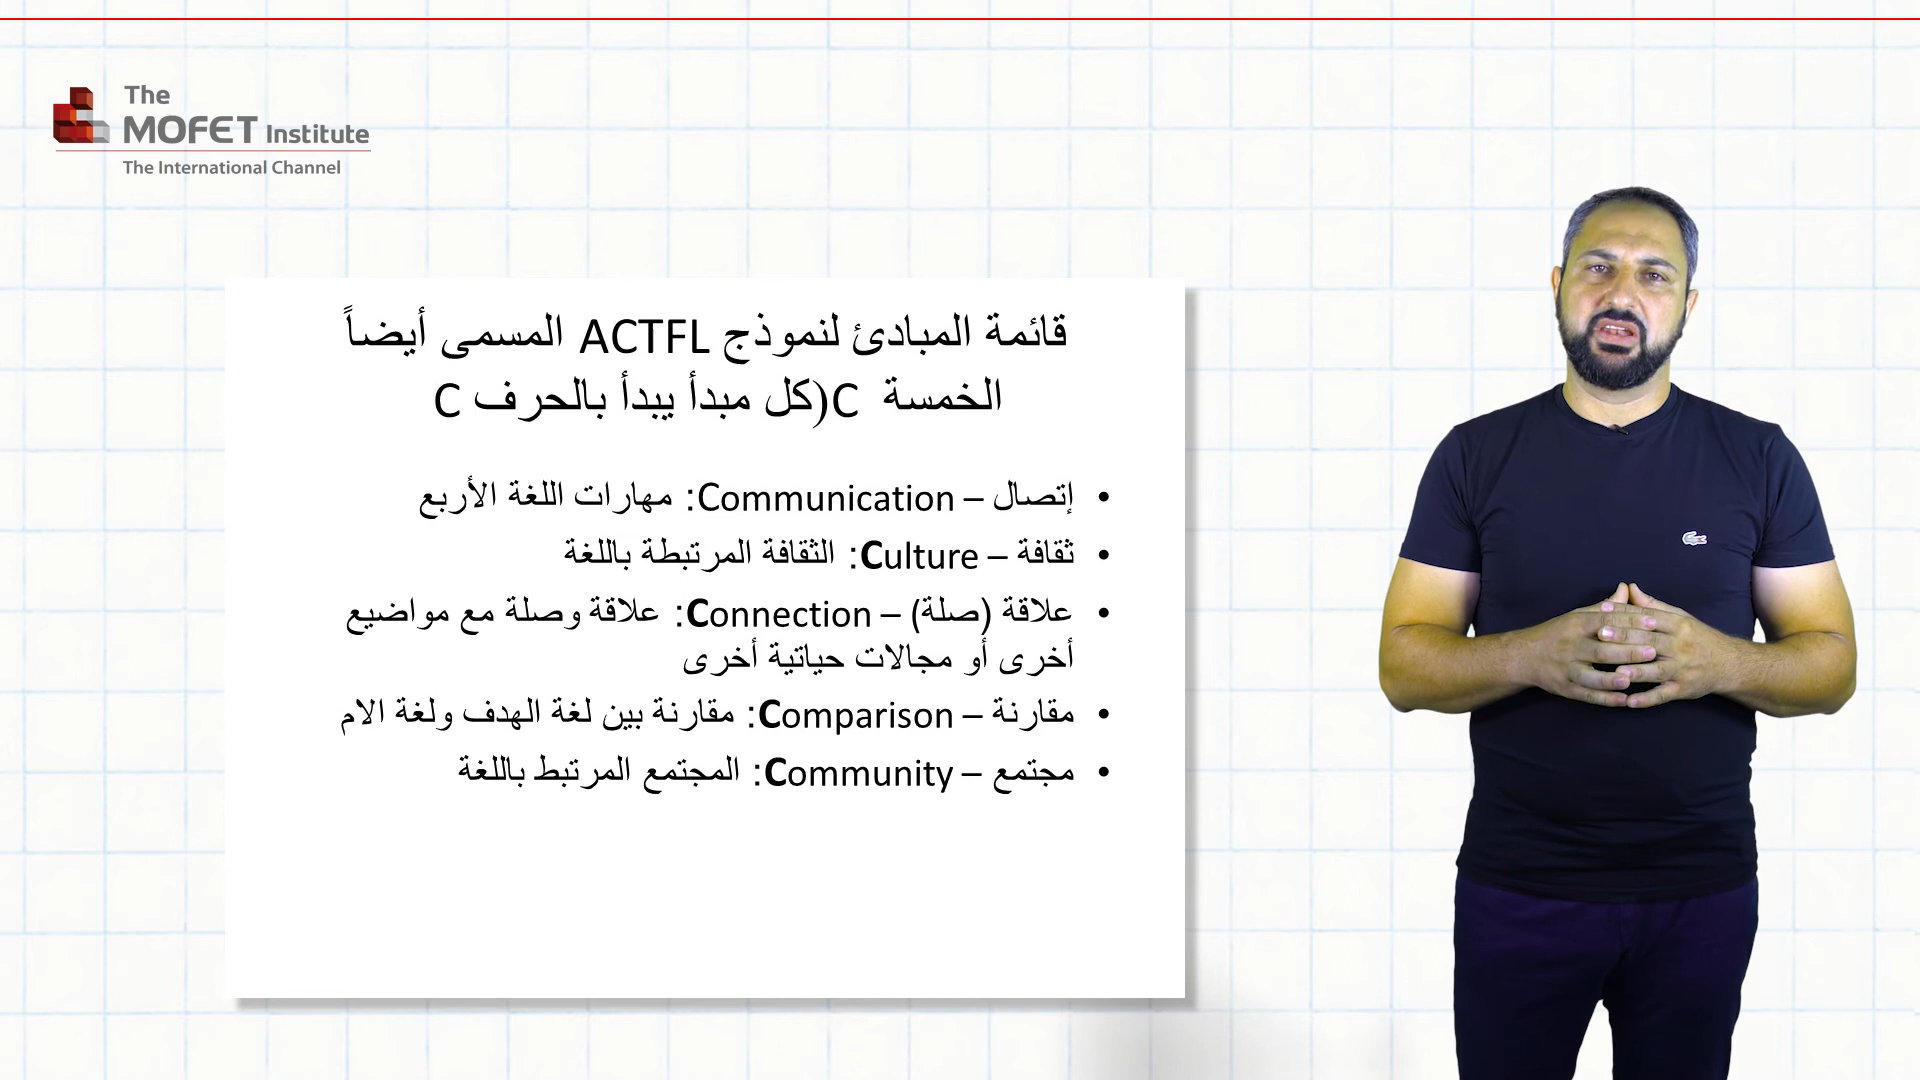 The
MOFET Institute
The International Channel
قائمة المبادئ لنموذج ACTFL المسمى أيضاً
الخمسة C(كل مبدأ يبدأ بالحرف C
• إتصال – Communication: مهارات اللغة الأربع
• ثقافة – Culture: الثقافة المرتبطة باللغة
• علاقة (صلة) – Connection: علاقة وصلة مع مواضيع
أخرى أو مجالات حياتية أخرى
• مقارنة – Comparison: مقارنة بين لغة الهدف ولغة الام
• مجتمع – Community: المجتمع المرتبط باللغة